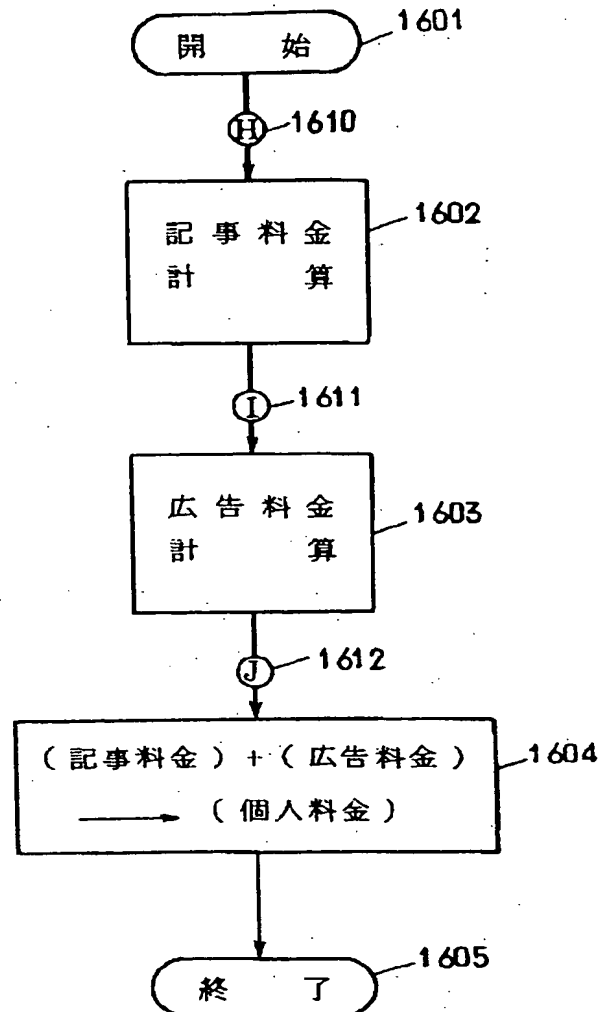 開 始
1601
H
1610
記事料金
計 算
1602
I
1611
広告料金
計 算
1603
J
1612
(記事料金)+(広告料金)
→(個人料金)
1604
終 了
1605